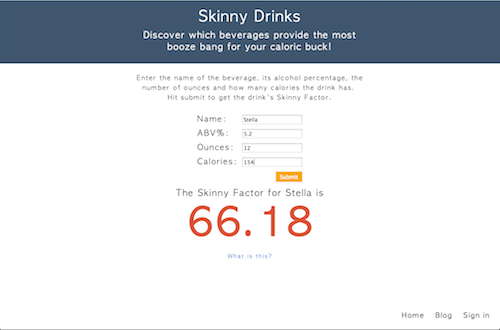 Skinny Drinks
Discover which beverages provide the most
booze bang for your caloric buck!
Enter the name of the beverage, its alcohol percentage, the
number of ounces and how many calories the drink has.
Hit submit to get the drink's Skinny Factor.
Name: Stella
ABV%: 5.2
Ounces: 12
Calories: 154
Submit
The Skinny Factor for Stella is
66.18
What is this?
Home Blog Sign in